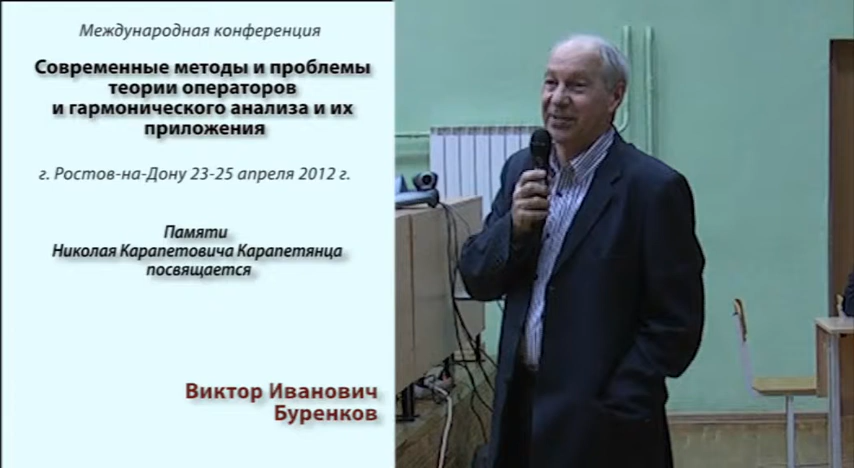 Международная конференция
Современные методы и проблемы
теории операторов
и гармонического анализа и их
приложения
г. Ростов-на-Дону 23-25 апреля 2012 г.
Памяти
Николая Карапетовича Карапетянца
посвящается
Виктор Иванович
Буренков